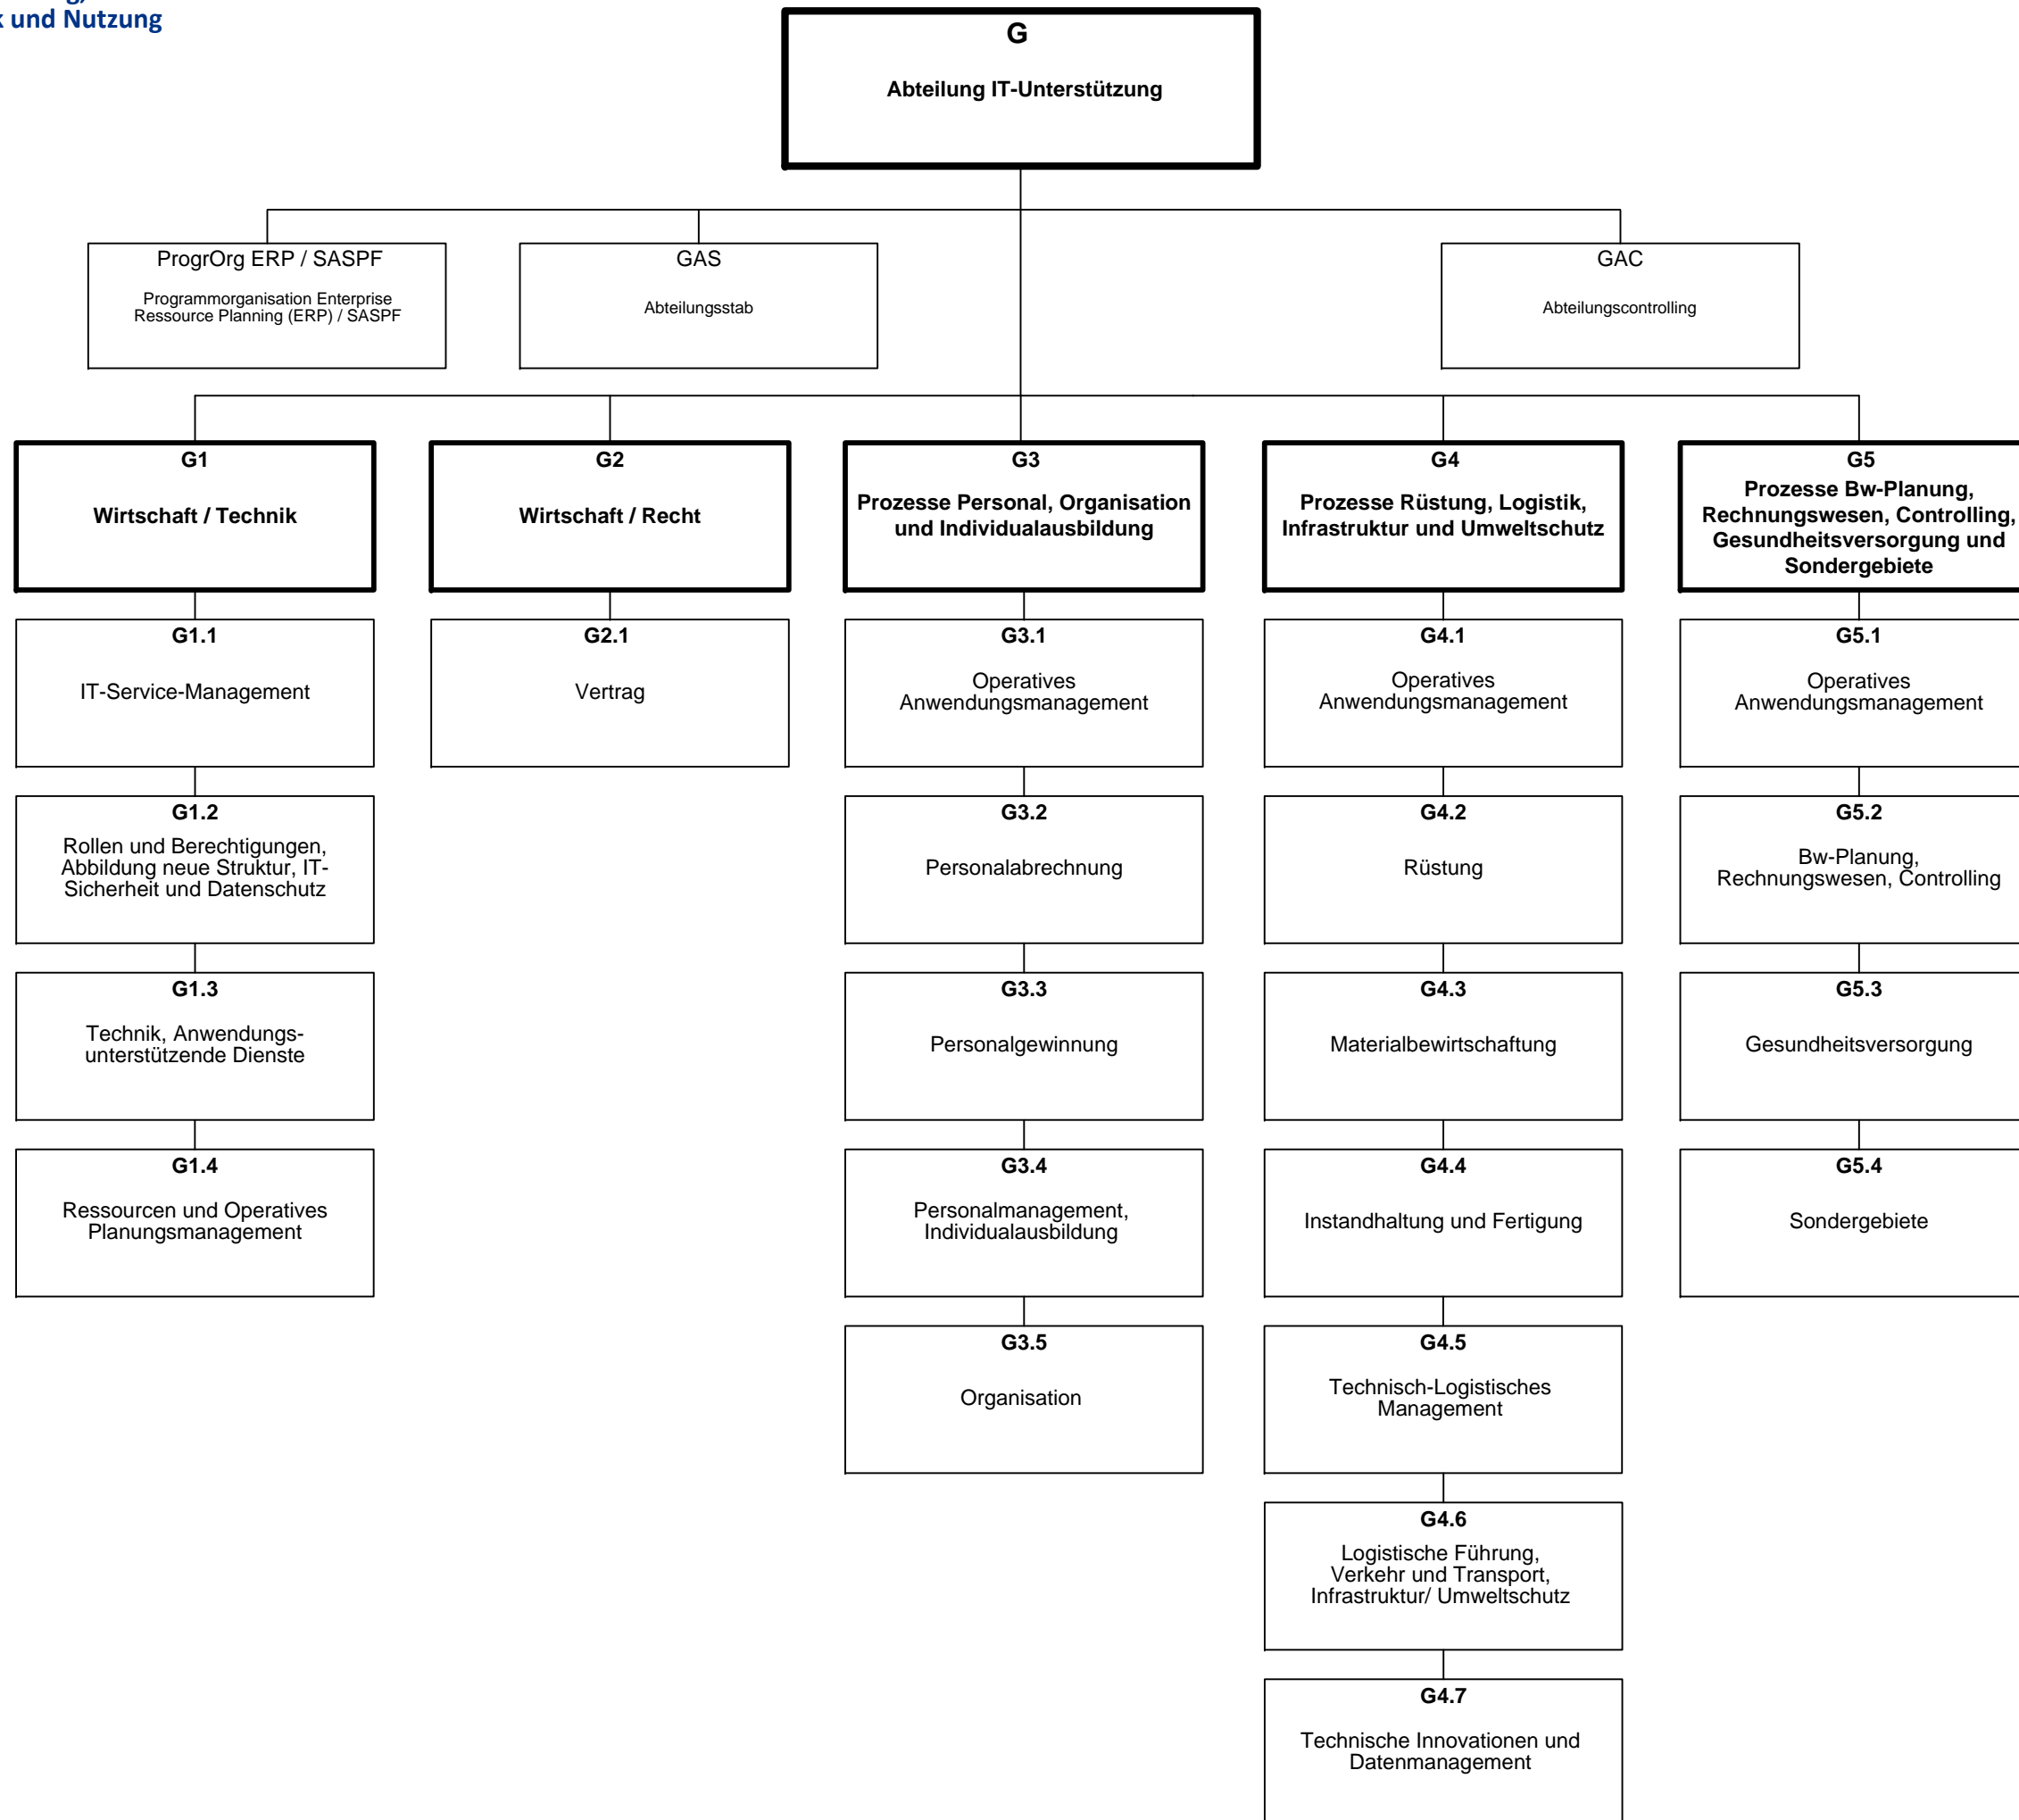 und Nutzung
G
Abteilung IT-Unterstützung
ProgrOrg ERP / SASPF
Programmorganisation Enterprise
Ressource Planning (ERP) / SASPF
GAS
Abteilungsstab
GAC
Abteilungscontrolling
G1
Wirtschaft / Technik
G2
Wirtschaft / Recht
G3
Prozesse Personal, Organisation
und Individualausbildung
G4
Prozesse Rüstung, Logistik,
Infrastruktur und Umweltschutz
G5
Prozesse Bw-Planung,
Rechnungswesen, Controlling,
Gesundheitsversorgung und
Sondergebiete
G1.1
IT-Service-Management
G2.1
Vertrag
G3.1
Operatives
Anwendungsmanagement
G4.1
Operatives
Anwendungsmanagement
G5.1
Operatives
Anwendungsmanagement
G1.2
Rollen und Berechtigungen,
Abbildung neue Struktur, IT-
Sicherheit und Datenschutz
G3.2
Personalabrechnung
G4.2
Rüstung
G5.2
Bw-Planung,
Rechnungswesen, Controlling
G1.3
Technik, Anwendungs-
unterstützende Dienste
G3.3
Personalgewinnung
G4.3
Materialbewirtschaftung
G5.3
Gesundheitsversorgung
G1.4
Ressourcen und Operatives
Planungsmanagement
G3.4
Personalmanagement,
Individualausbildung
G4.4
Instandhaltung und Fertigung
G5.4
Sondergebiete
G3.5
Organisation
G4.5
Technisch-Logistisches
Management
G4.6
Logistische Führung,
Verkehr und Transport,
Infrastruktur/ Umweltschutz
G4.7
Technische Innovationen und
Datenmanagement